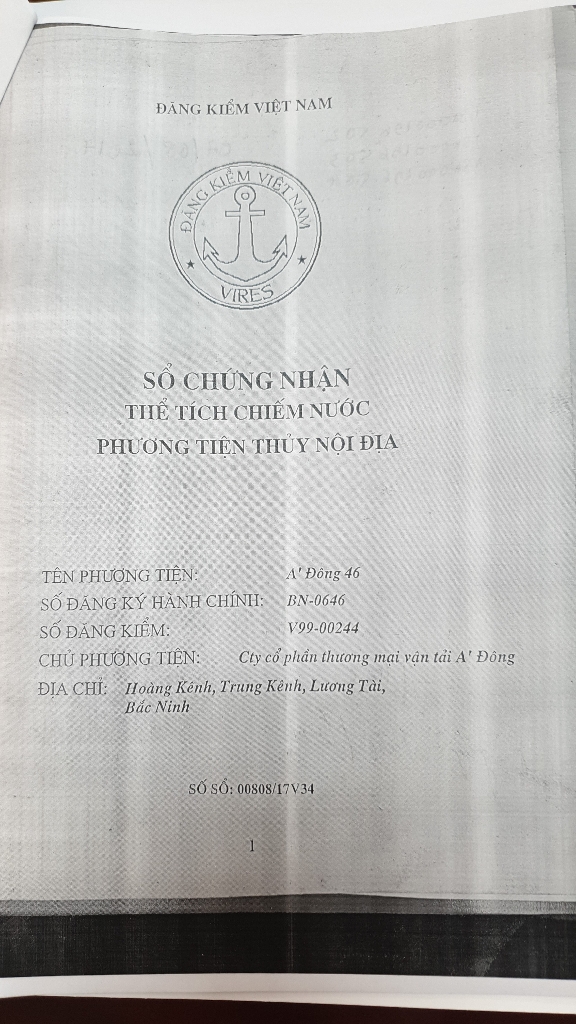 ĐĂNG KIỂM VIỆT NAM
ĐĂNG KIỂM VIỆT NAM
VIRES
SỔ CHỨNG NHẬN
THỂ TÍCH CHIẾM NƯỚC
PHƯƠNG TIỆN THỦY NỘI ĐỊA
TÊN PHƯƠNG TIỆN: A' Đông 46
SỐ ĐĂNG KÝ HÀNH CHÍNH: BN-0646
SỐ ĐĂNG KIỂM: V99-00244
CHỦ PHƯƠNG TIỆN: Cty cổ phần thương mại vận tải A' Đông
ĐỊA CHỈ: Hoàng Kênh, Trung Kênh, Lương Tài,
Bắc Ninh
SỐ SỔ: 00808/17V34
1